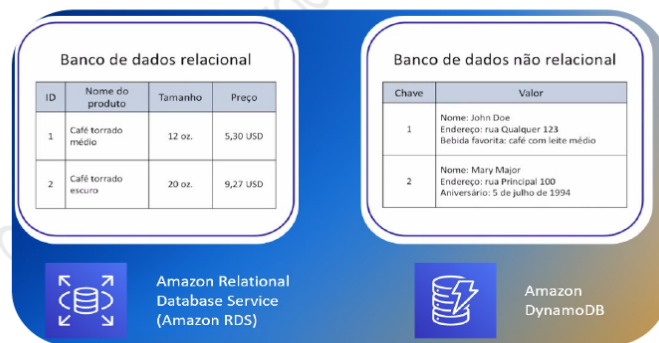 Banco de dados relacional
ID
Nome do
produto
Tamanho
Preço
1
Café torrado
médio
12 oz.
5,30 USD
2
Café torrado
escuro
20 oz.
9,27 USD
Banco de dados não relacional
Chave
Valor
1
Nome: John Doe
Endereço: rua Qualquer 123
Bebida favorita: café com leite médio
2
Nome: Mary Major
Endereço: rua Principal 100
Aniversário: 5 de julho de 1994
Amazon Relational
Database Service
(Amazon RDS)
Amazon
DynamoDB